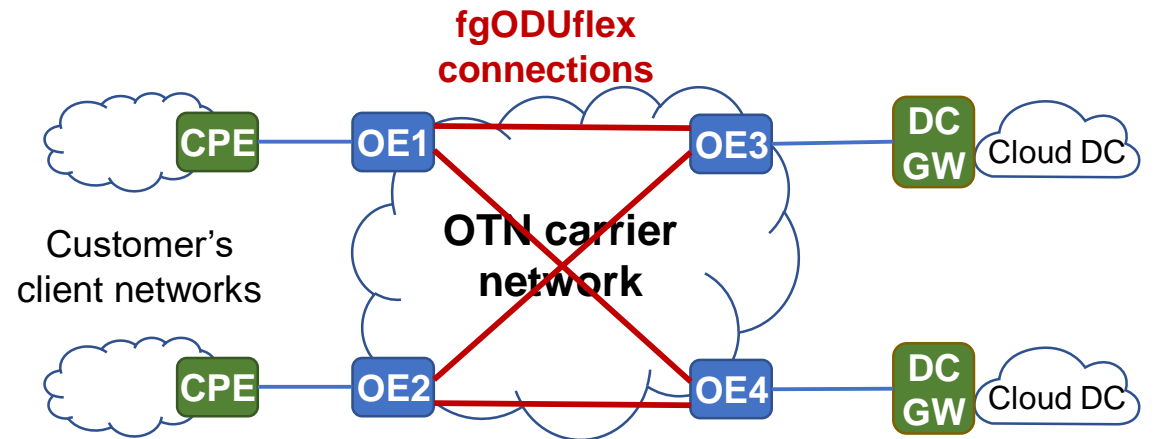 fgODUflex
connections
CPE
OE1
OE3
DC
GW
Cloud DC
Customer's
client networks
OTN carrier
network
CPE
OE2
OE4
DC
GW
Cloud DC